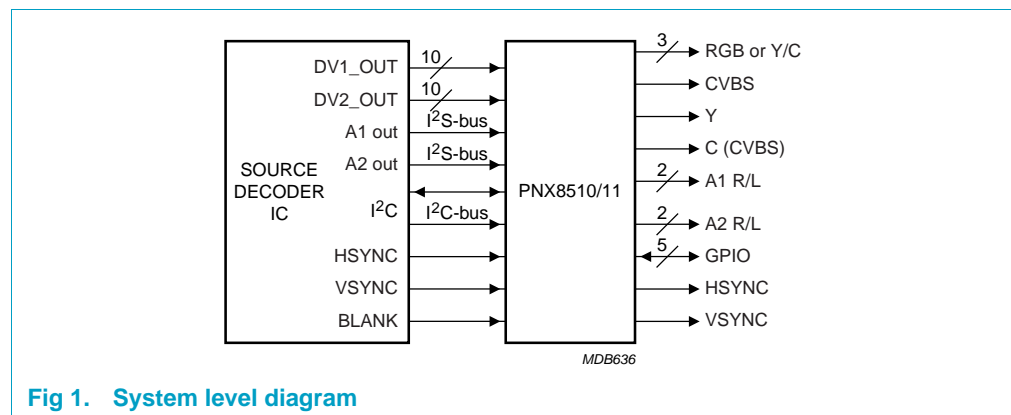 DV1_OUT
DV2_OUT
A1 out
A2 out
SOURCE
DECODER
IC
I2C
HSYNC
VSYNC
BLANK
10
10
I2S-bus
I2S-bus
I2C-bus
PNX8510/11
3
RGB or Y/C
CVBS
Y
C (CVBS)
2
A1 R/L
2
A2 R/L
5
GPIO
HSYNC
VSYNC
MDB636
Fig 1. System level diagram